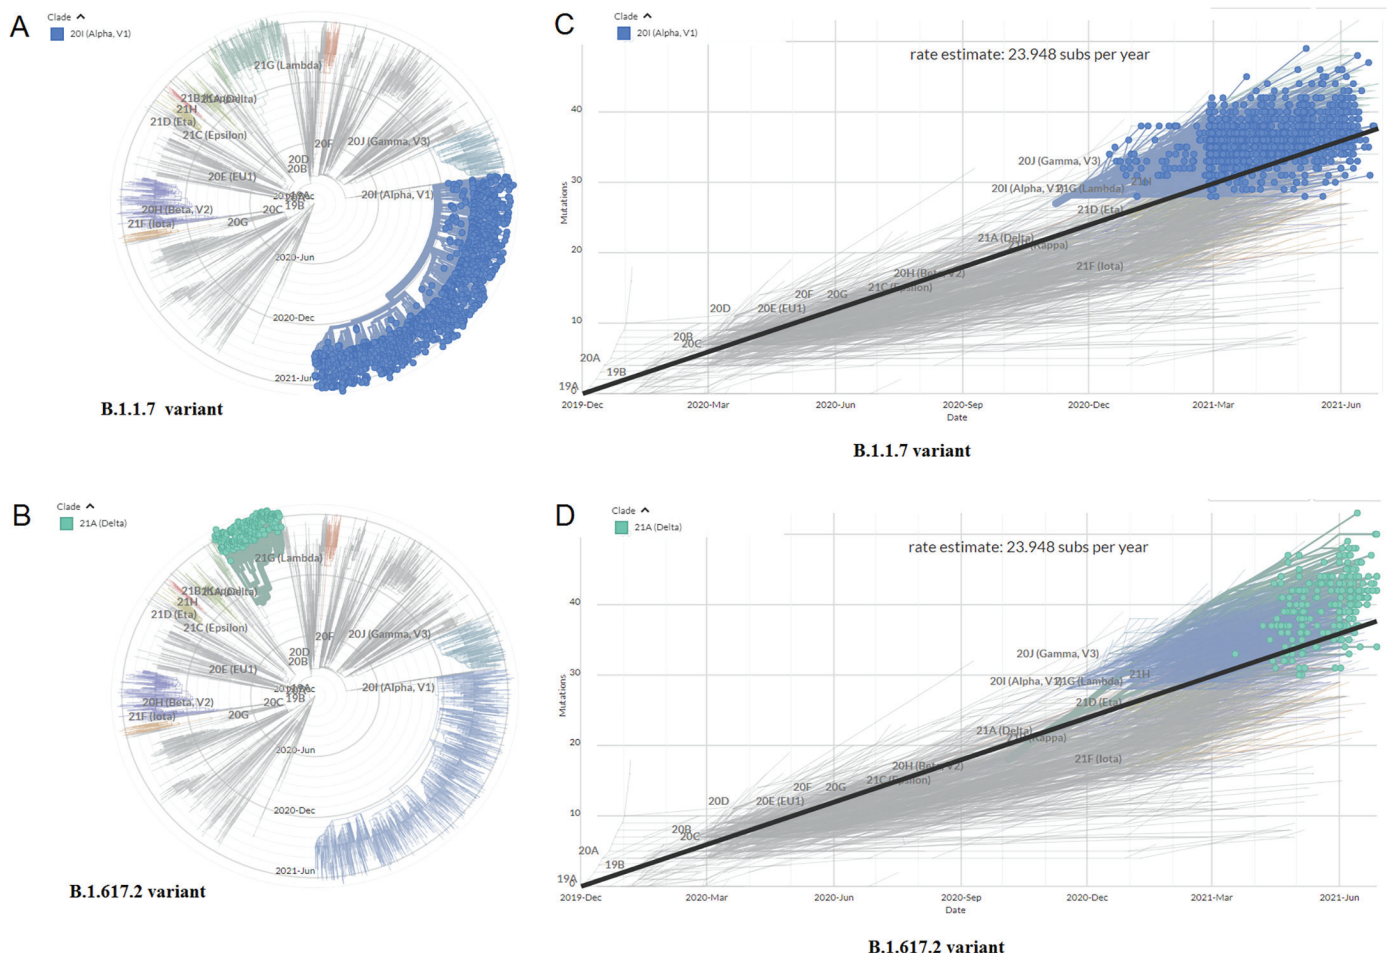 A
Clade
20I (Alpha, V1)
21G (Lambda)
21H
21D (Eta)
21C (Epsilon)
20F
20J (Gamma, V3)
20D
20B
20E (EU1)
20I (Alpha, V1)
19B
20H (Beta, V2)
20C
21F (Iota)
20G
2020-Jun
2020-Dec
2021-Jun
B.1.1.7 variant
C
Clade
20I (Alpha, V1)
rate estimate: 23.948 subs per year
40
30
20
10
0
Mutations
20J (Gamma, V3)
21H
20I (Alpha, V1)
21G (Lambda)
21D (Eta)
21A (Delta)
21F (Iota)
20H (Beta, V2)
21C (Epsilon)
20F
20G
20D
20E (EU1)
20B
20C
20A
19B
19A
2019-Dec
2020-Mar
2020-Jun
2020-Sep
2020-Dec
2021-Mar
2021-Jun
Date
B.1.1.7 variant
B
Clade
21A (Delta)
21G (Lambda)
21H
21D (Eta)
21C (Epsilon)
20F
20J (Gamma, V3)
20D
20B
20E (EU1)
20I (Alpha, V1)
19B
20H (Beta, V2)
20C
21F (Iota)
20G
2020-Jun
2020-Dec
2021-Jun
B.1.617.2 variant
D
Clade
21A (Delta)
rate estimate: 23.948 subs per year
40
30
20
10
0
Mutations
20J (Gamma, V3)
21H
20I (Alpha, V1)
21G (Lambda)
21D (Eta)
21A (Delta)
21F (Iota)
20H (Beta, V2)
21C (Epsilon)
20F
20G
20D
20E (EU1)
20B
20C
20A
19B
19A
2019-Dec
2020-Mar
2020-Jun
2020-Sep
2020-Dec
2021-Mar
2021-Jun
Date
B.1.617.2 variant